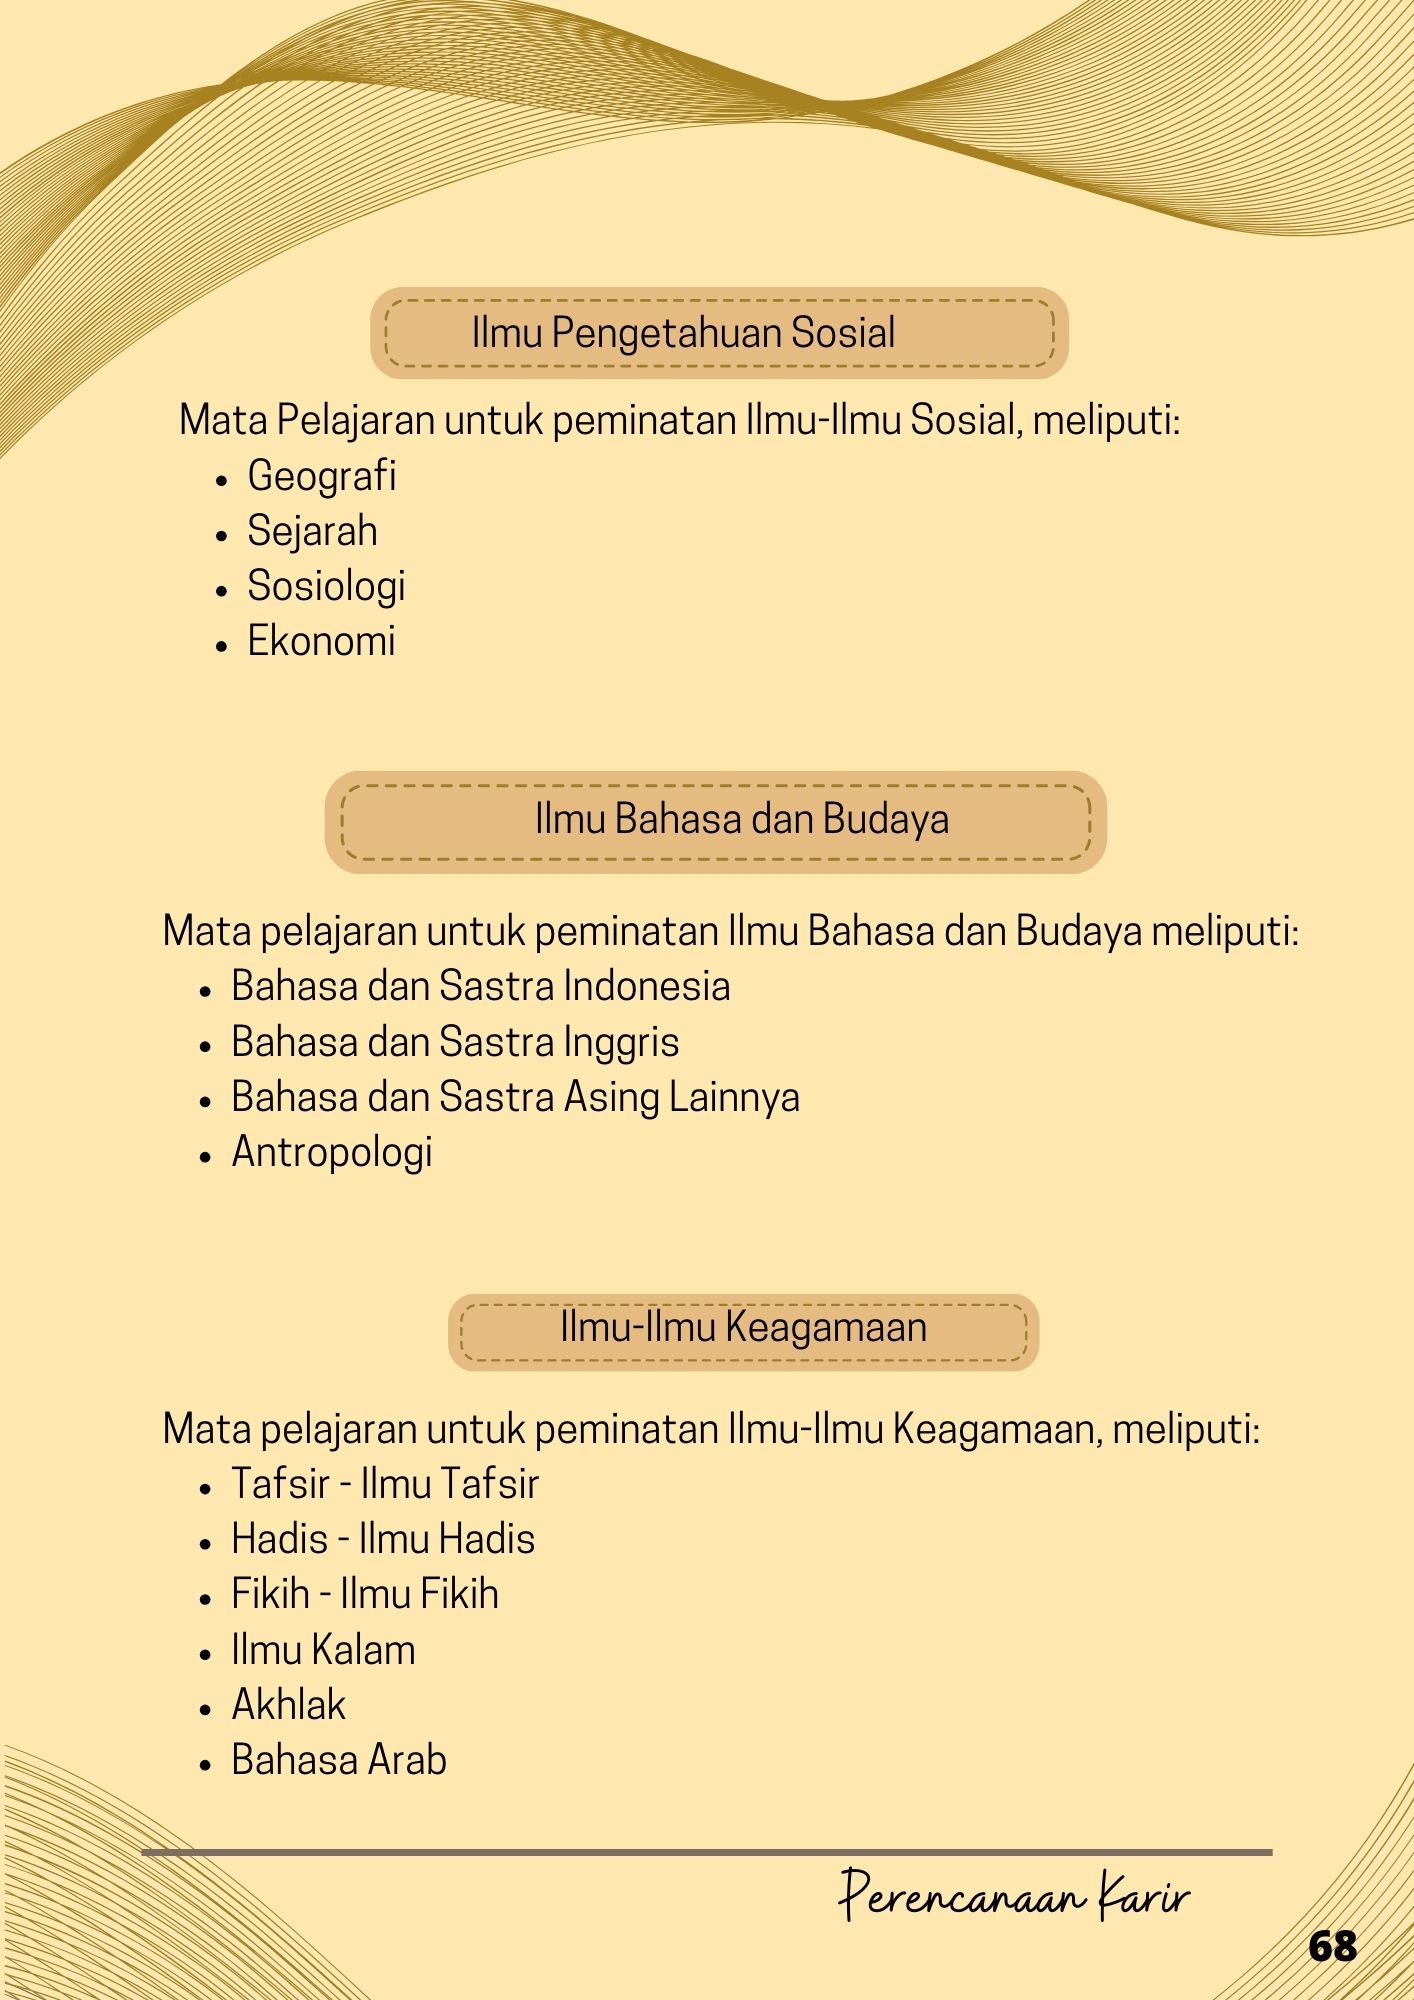 Ilmu Pengetahuan Sosial
Mata Pelajaran untuk peminatan Ilmu-Ilmu Sosial, meliputi:
• Geografi
• Sejarah
• Sosiologi
• Ekonomi
Ilmu Bahasa dan Budaya
Mata pelajaran untuk peminatan Ilmu Bahasa dan Budaya meliputi:
• Bahasa dan Sastra Indonesia
• Bahasa dan Sastra Inggris
• Bahasa dan Sastra Asing Lainnya
• Antropologi
Ilmu-Ilmu Keagamaan
Mata pelajaran untuk peminatan Ilmu-Ilmu Keagamaan, meliputi:
• Tafsir - Ilmu Tafsir
• Hadis - Ilmu Hadis
• Fikih - Ilmu Fikih
• Ilmu Kalam
• Akhlak
• Bahasa Arab
Perencanaan Karir
68